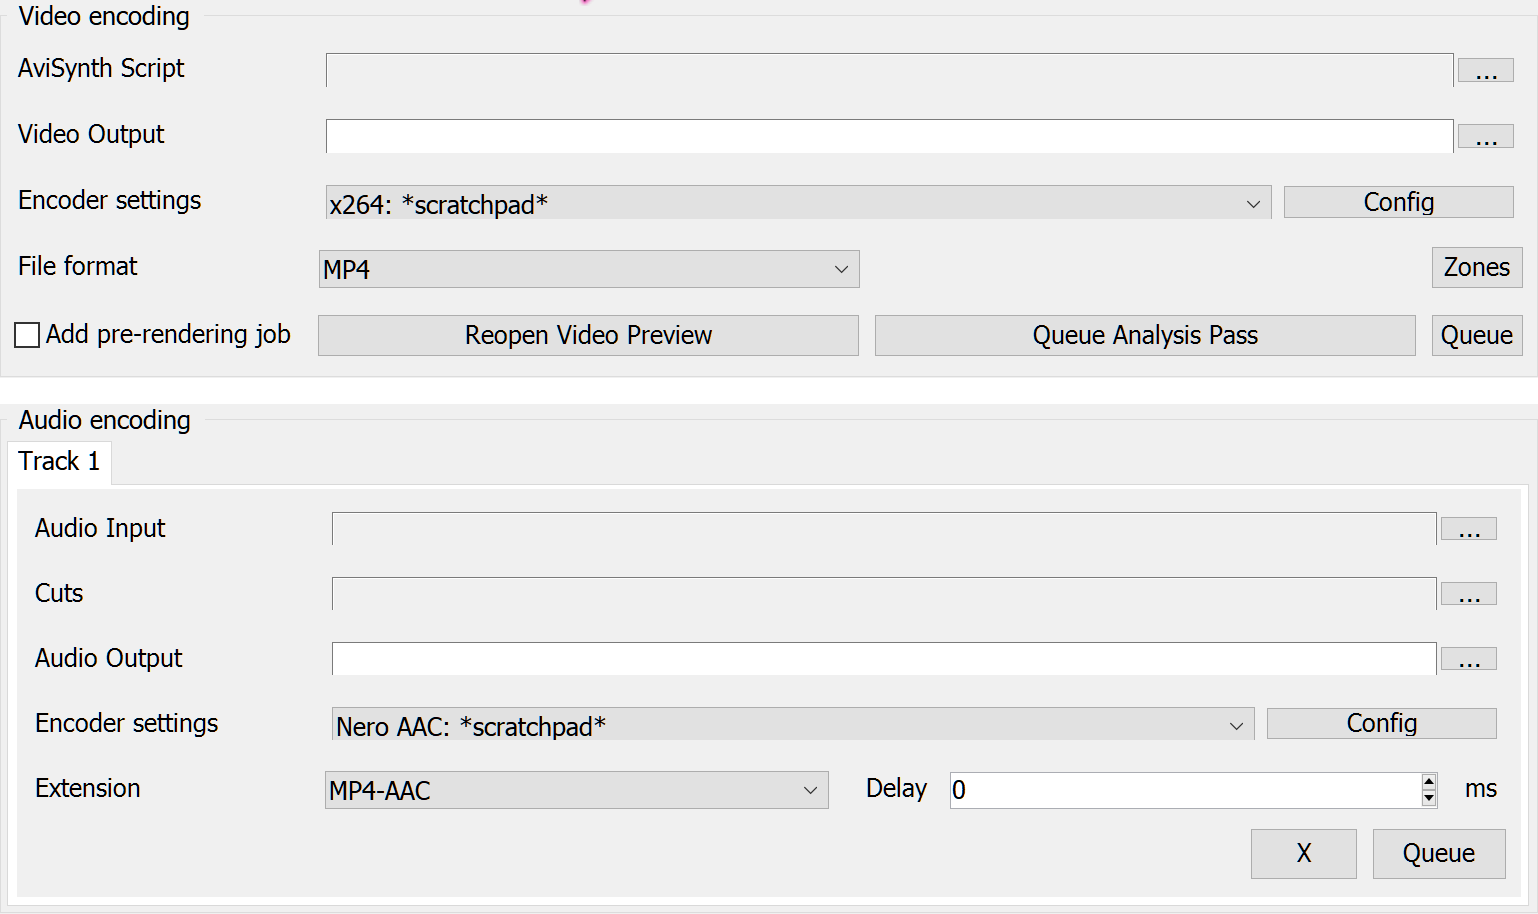 Video encoding
AviSynth Script ...
Video Output ...
Encoder settings x264: *scratchpad* Config
File format MP4 Zones
Add pre-rendering job Reopen Video Preview Queue Analysis Pass Queue
Audio encoding
Track 1
Audio Input ...
Cuts ...
Audio Output ...
Encoder settings Nero AAC: *scratchpad* Config
Extension MP4-AAC Delay 0 ms
X Queue